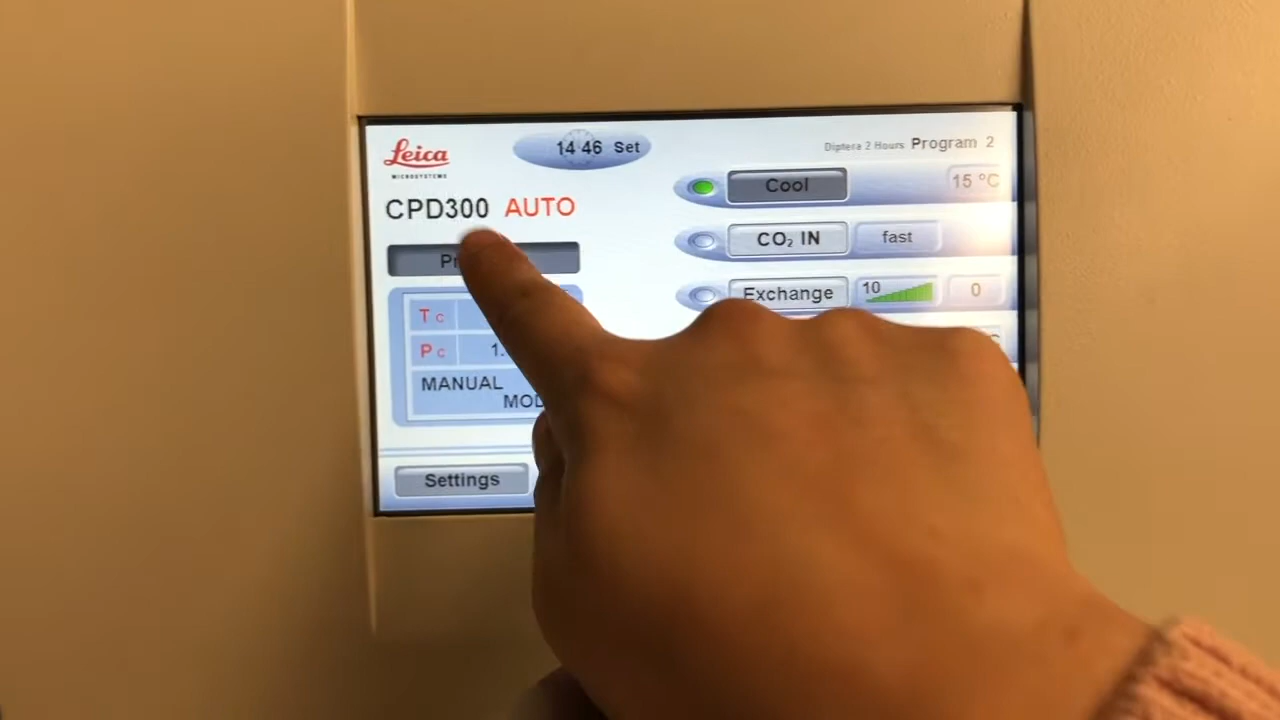 Leica
MICROSYSTEMS
14 46 Set
Diptera 2 Hours Program 2
CPD300 AUTO
Cool 15 °C
CO₂ IN fast
Exchange 10 0
Tc
Pc 1.
MANUAL
Settings